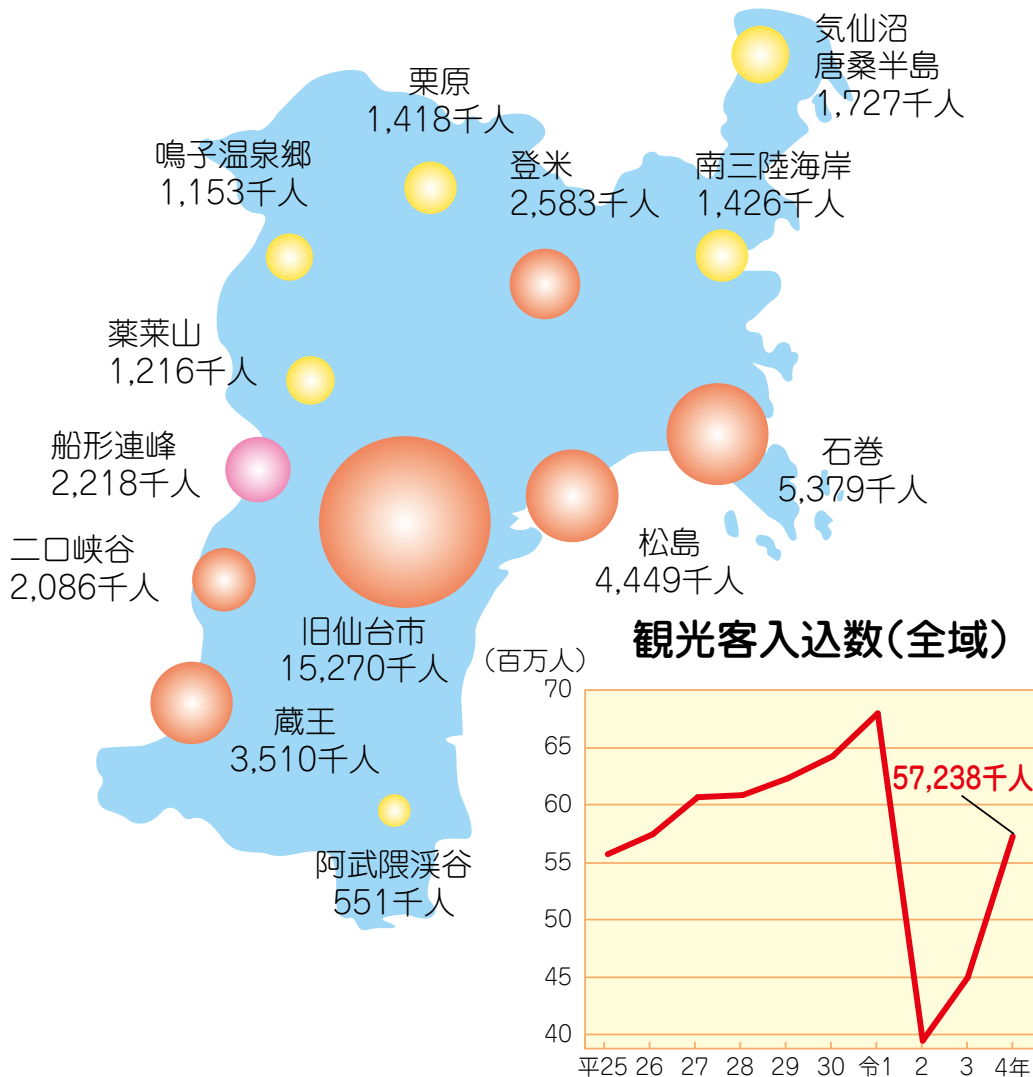 気仙沼
唐桑半島
1,727千人
栗原
1,418千人
鳴子温泉郷
1,153千人
登米
2,583千人
南三陸海岸
1,426千人
薬莱山
1,216千人
船形連峰
2,218千人
石巻
5,379千人
二口峡谷
2,086千人
松島
4,449千人
旧仙台市
15,270千人
蔵王
3,510千人
阿武隈渓谷
551千人
観光客入込数(全域)
(百万人)
70
65
60
55
50
45
40
57,238千人
平25 26 27 28 29 30 令1 2 3 4年